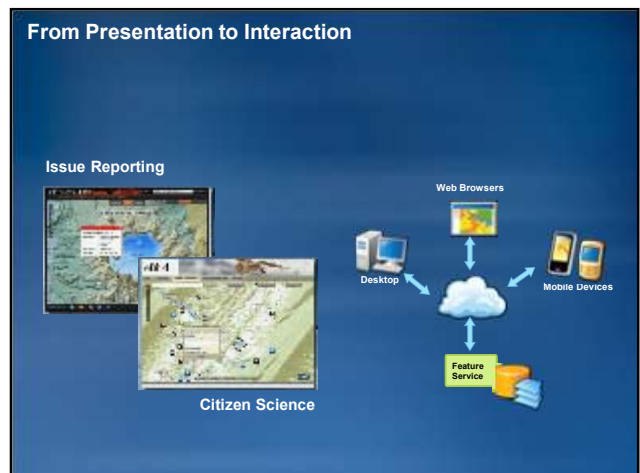 From Presentation to Interaction
Issue Reporting
Citizen Science
Web Browsers
Desktop
Mobile Devices
Feature
Service